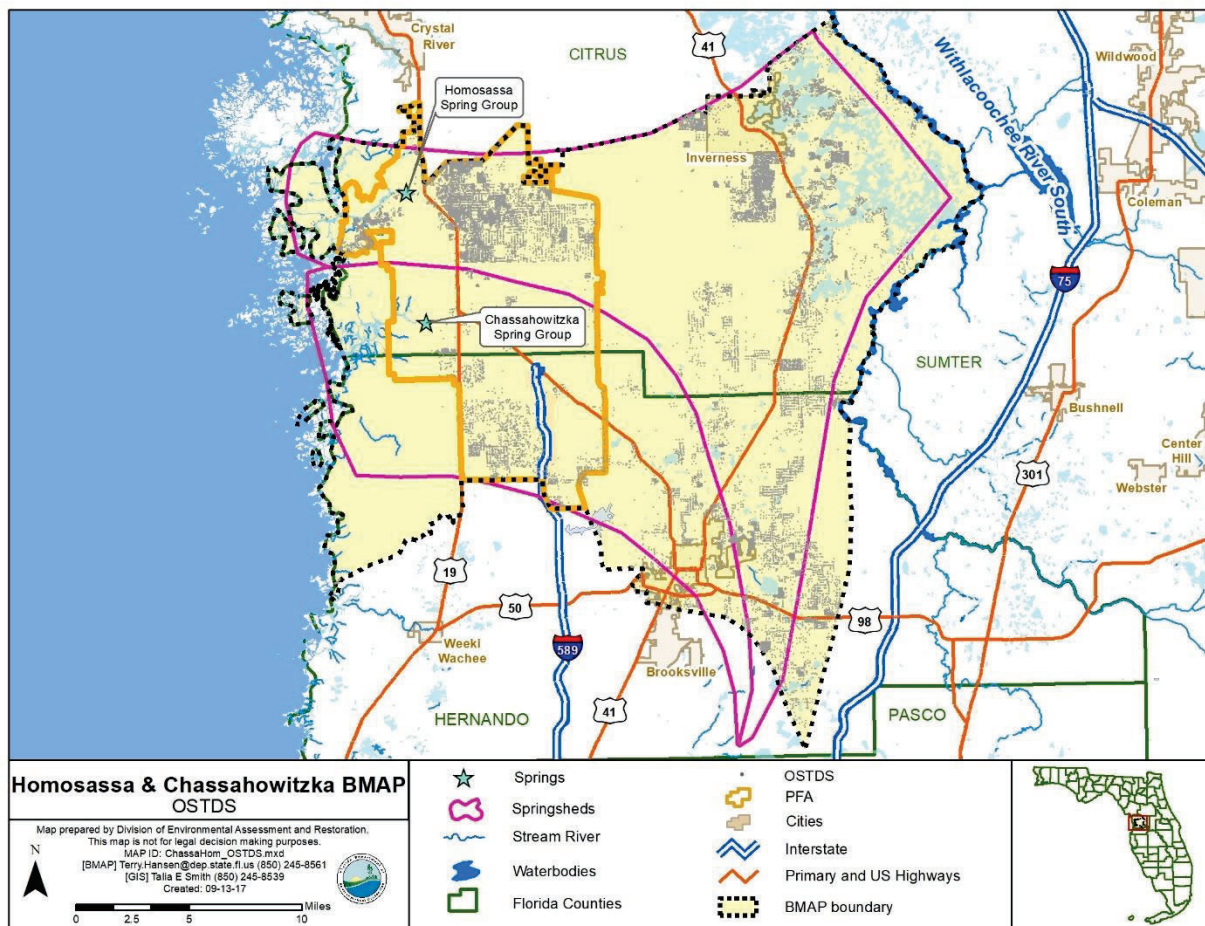 Crystal
River
CITRUS
41
Wildwood
Homosassa
Spring Group
Withlacoochee River South
Inverness
Coleman
75
Chassahowitzka
Spring Group
SUMTER
Bushnell
Center
Hill
301
Webster
19
50
98
Weeki
Wachee
589
Brooksville
HERNANDO
41
PASCO
Homosassa & Chassahowitzka BMAP
OSTDS
Map prepared by Division of Environmental Assessment and Restoration.
This map is not for legal decision making purposes.
MAP ID: ChassaHom_OSTDS.mxd
[BMAP] Terry.Hansen@dep.state.fl.us (850) 245-8561
[GIS] Talia E Smith (850) 245-8539
Created: 09-13-17
N
Miles
0 2.5 5 10
Springs
Springsheds
Stream River
Waterbodies
Florida Counties
OSTDS
PFA
Cities
Interstate
Primary and US Highways
BMAP boundary